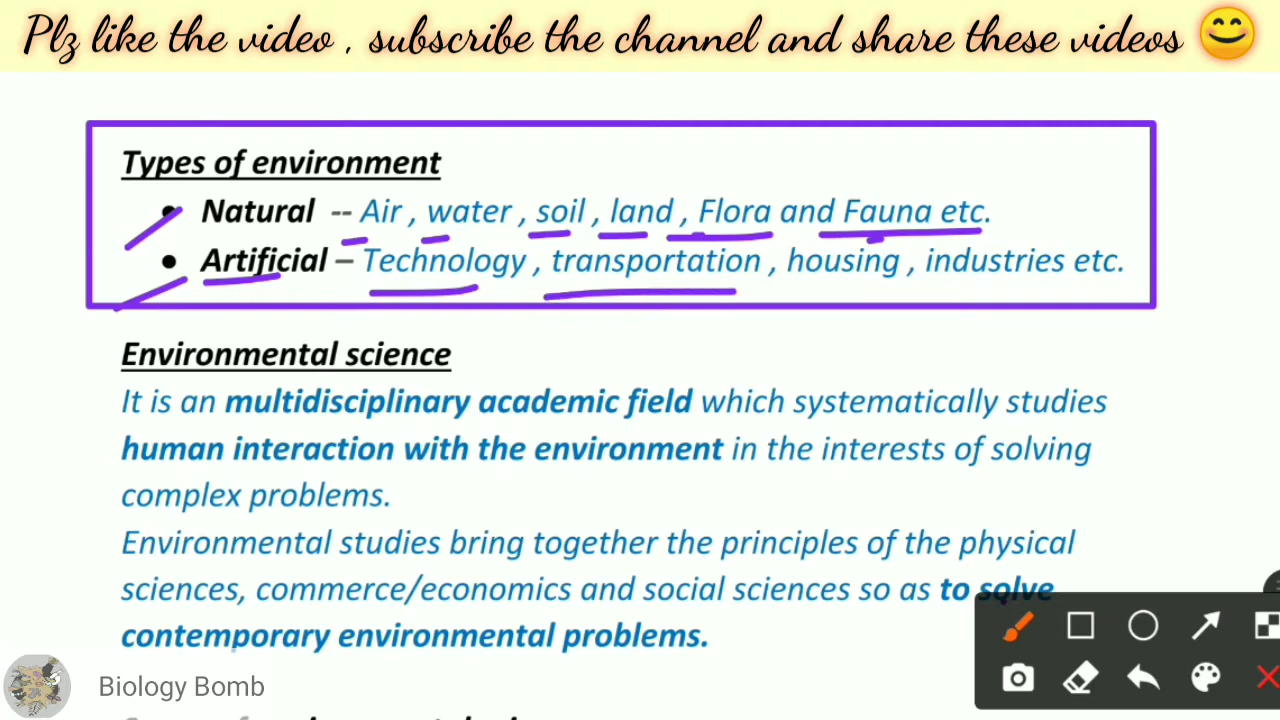 Plz like the video , subscribe the channel and share these videos
Types of environment
● Natural -- Air , water , soil , land , Flora and Fauna etc.
● Artificial – Technology , transportation , housing , industries etc.
Environmental science
It is an multidisciplinary academic field which systematically studies
human interaction with the environment in the interests of solving
complex problems.
Environmental studies bring together the principles of the physical
sciences, commerce/economics and social sciences so as to solve
contemporary environmental problems.
Biology Bomb